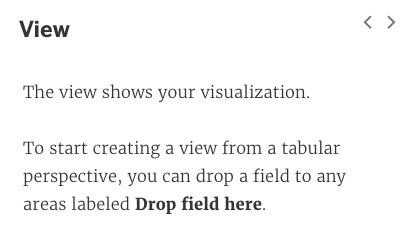 View
The view shows your visualization.
To start creating a view from a tabular
perspective, you can drop a field to any
areas labeled Drop field here.